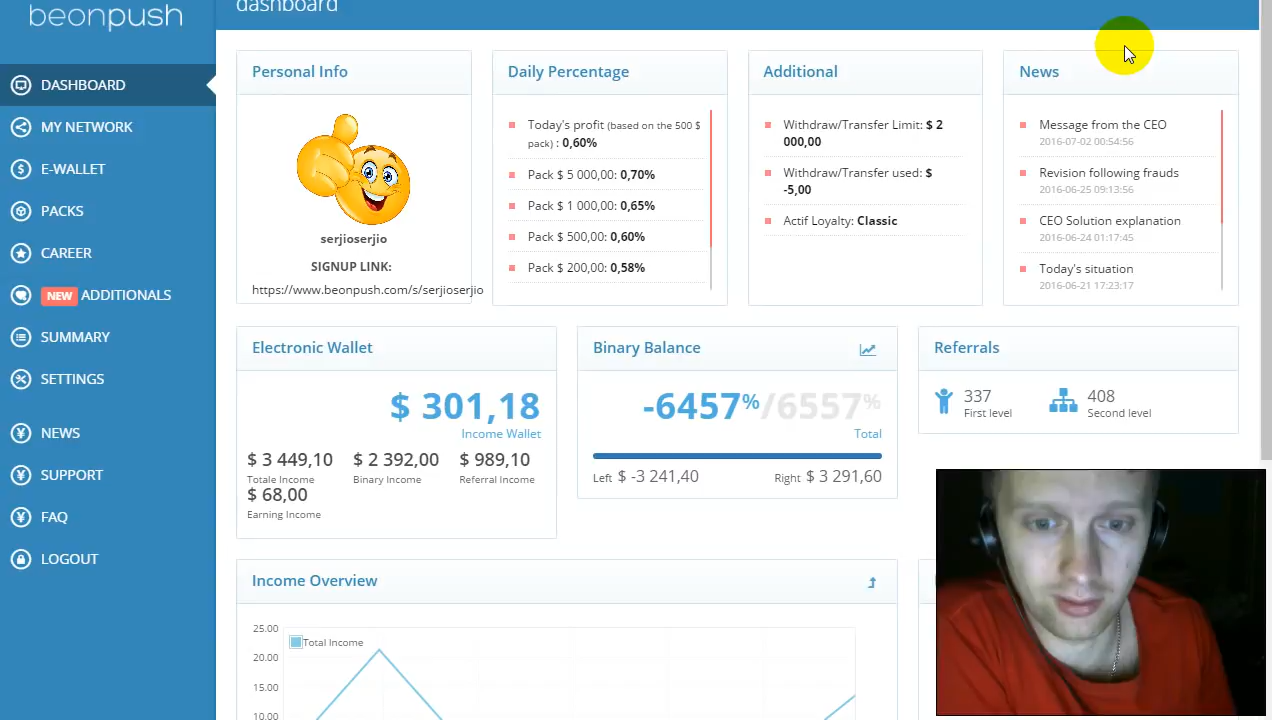 beonpush
dashboard
DASHBOARD
MY NETWORK
E-WALLET
PACKS
CAREER
NEW ADDITIONALS
SUMMARY
SETTINGS
NEWS
SUPPORT
FAQ
LOGOUT
Personal Info
serjioserjio
SIGNUP LINK:
https://www.beonpush.com/s/serjioserjio
Daily Percentage
Today's profit (based on the 500 $
pack) : 0,60%
Pack $ 5 000,00: 0,70%
Pack $ 1 000,00: 0,65%
Pack $ 500,00: 0,60%
Pack $ 200,00: 0,58%
Additional
Withdraw/Transfer Limit: $ 2
000,00
Withdraw/Transfer used: $
-5,00
Actif Loyalty: Classic
News
Message from the CEO
2016-07-02 00:54:56
Revision following frauds
2016-06-25 09:13:56
CEO Solution explanation
2016-06-24 01:17:45
Today's situation
2016-06-21 17:23:17
Electronic Wallet
$ 301,18
Income Wallet
$ 3 449,10 $ 2 392,00 $ 989,10
Totale Income Binary Income Referral Income
$ 68,00
Earning Income
Binary Balance
-6457%/6557%
Total
Left $ -3 241,40 Right $ 3 291,60
Referrals
337 408
First level Second level
Income Overview
Total Income
25.00
20.00
15.00
10.00